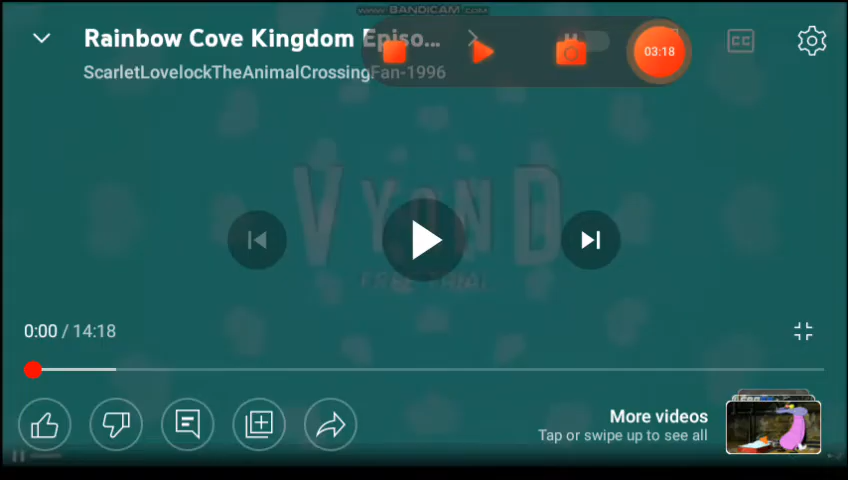 WWW.BANDICAM.COM
Rainbow Cove Kingdom Episo...
03:18
CC
ScarletLovelockTheAnimalCrossingFan-1996
VYOND
FREE TRIAL
0:00 / 14:18
More videos
Tap or swipe up to see all